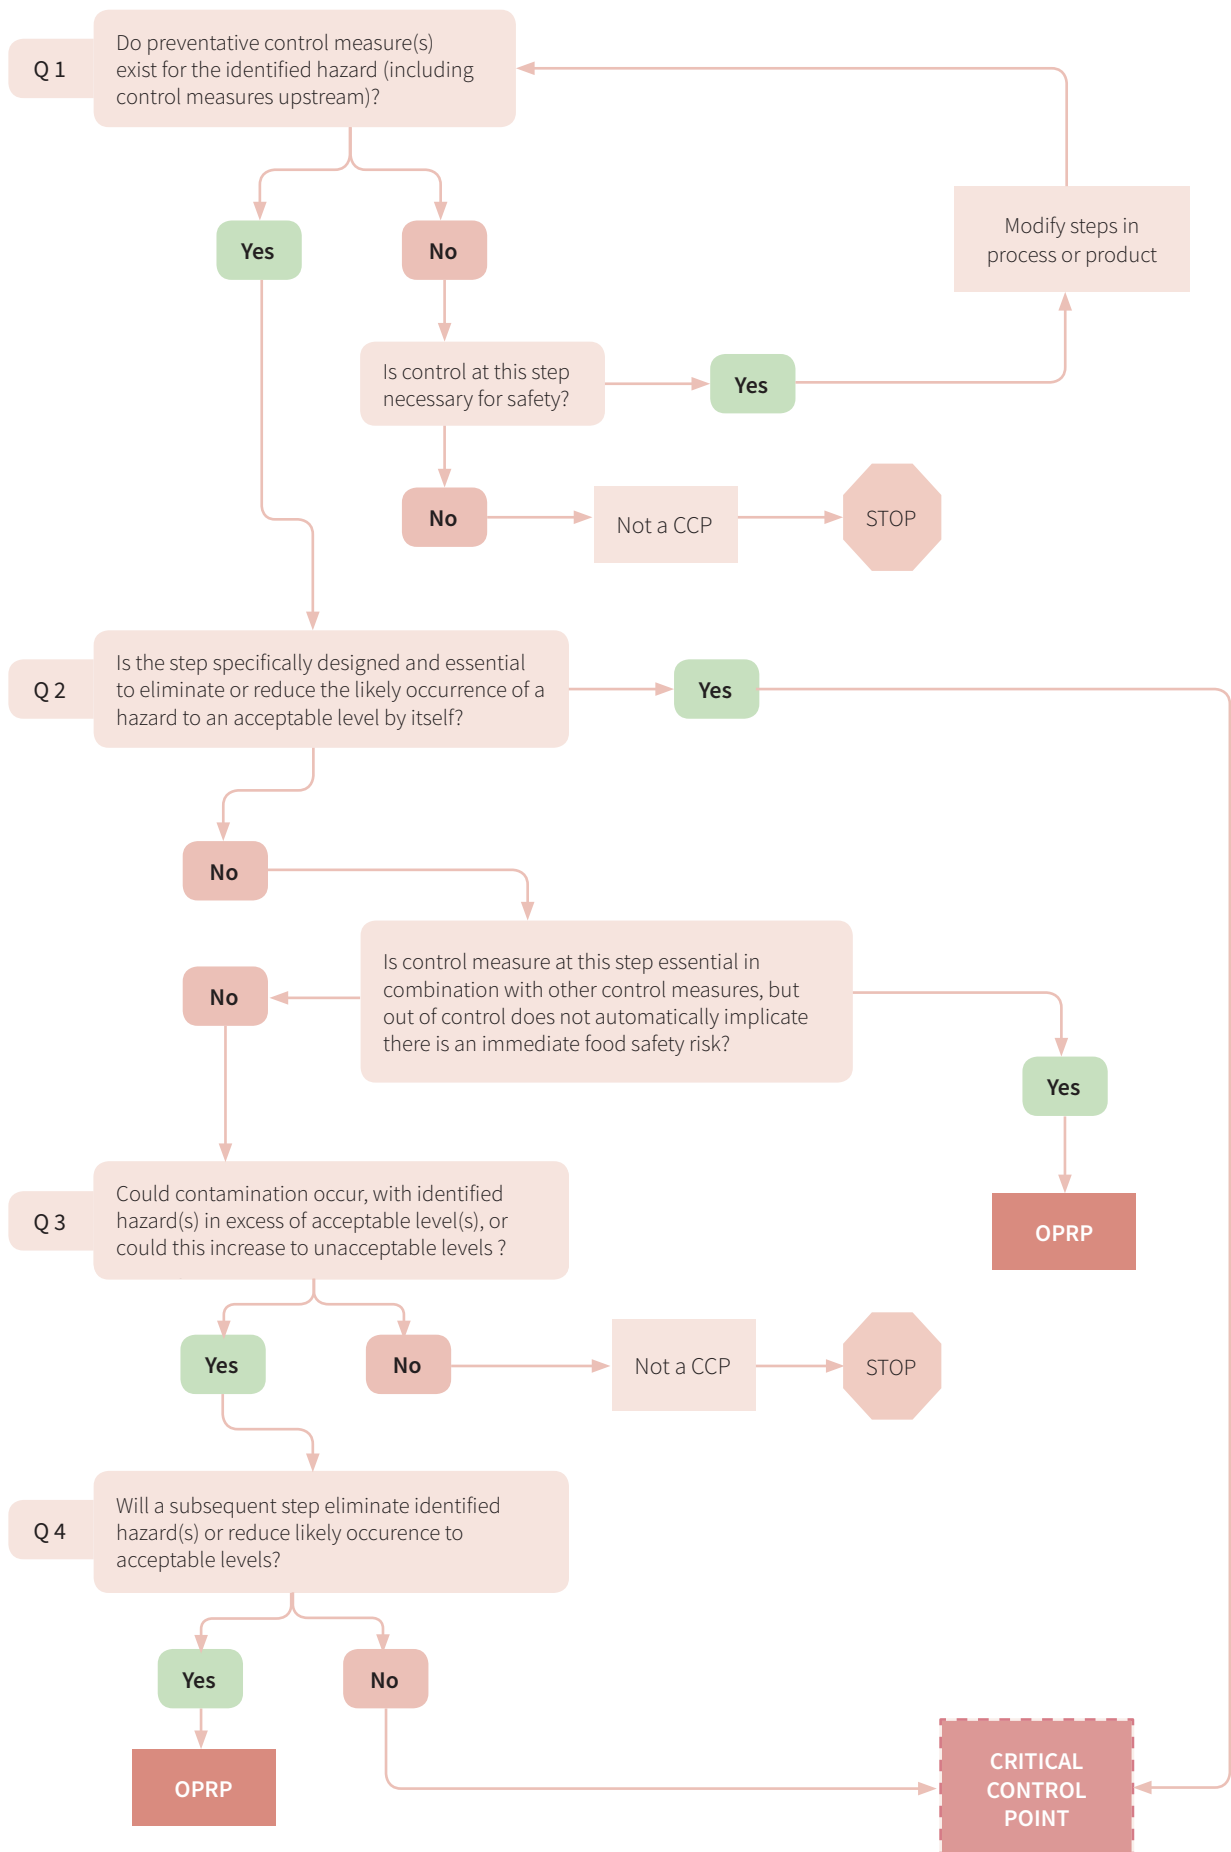 Q 1
Do preventative control measure(s)
exist for the identified hazard (including
control measures upstream)?
Modify steps in
process or product
Yes
No
Is control at this step
necessary for safety?
Yes
No
Not a CCP
STOP
Q 2
Is the step specifically designed and essential
to eliminate or reduce the likely occurrence of a
hazard to an acceptable level by itself?
Yes
No
Is control measure at this step essential in
combination with other control measures, but
out of control does not automatically implicate
there is an immediate food safety risk?
No
Yes
OPRP
Q 3
Could contamination occur, with identified
hazard(s) in excess of acceptable level(s), or
could this increase to unacceptable levels ?
Yes
No
Not a CCP
STOP
Q 4
Will a subsequent step eliminate identified
hazard(s) or reduce likely occurence to
acceptable levels?
Yes
No
OPRP
CRITICAL
CONTROL
POINT